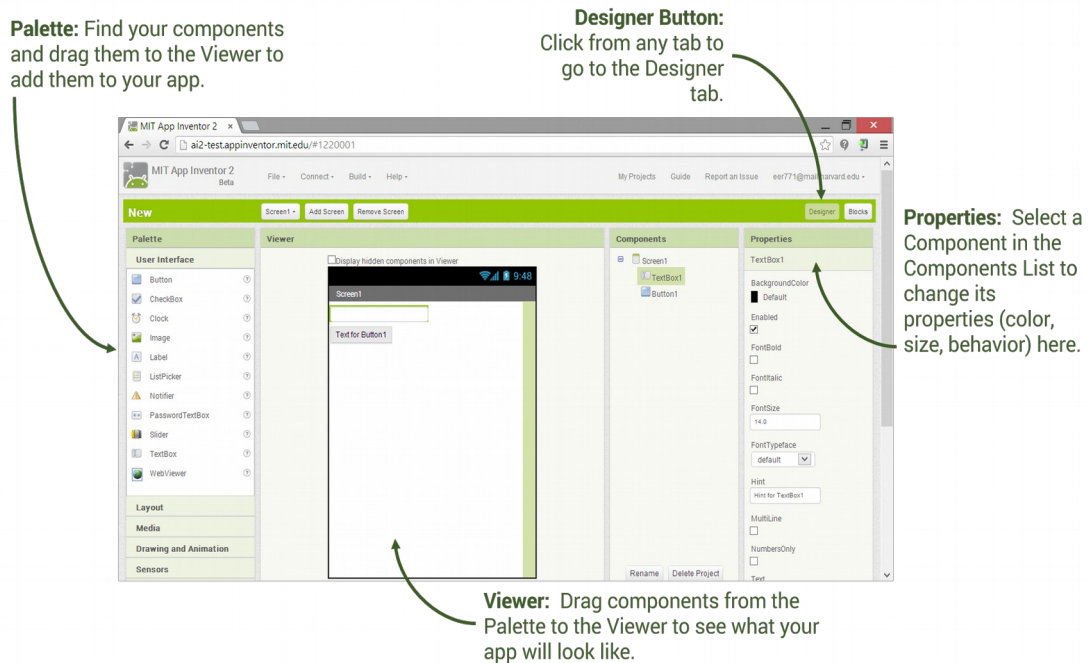 Palette: Find your components
and drag them to the Viewer to
add them to your app.
Designer Button:
Click from any tab to
go to the Designer
tab.
MIT App Inventor 2 ×
ai2-test.appinventor.mit.edu/#1220001
MIT App Inventor 2
Beta
File - Connect - Build - Help -
My Projects Guide Report an Issue eer771@mail.harvard.edu -
New
Screen1 - Add Screen Remove Screen
Designer Blocks
Palette
User Interface
Button
CheckBox
Clock
Image
Label
ListPicker
Notifier
PasswordTextBox
Slider
TextBox
WebViewer
Layout
Media
Drawing and Animation
Sensors
Viewer
Display hidden components in Viewer
9:48
Screen1
Text for Button1
Components
Screen1
TextBox1
Button1
Rename Delete Project
Properties
TextBox1
BackgroundColor
Default
Enabled
FontBold
FontItalic
FontSize
14.0
FontTypeface
default
Hint
Hint for TextBox1
MultiLine
NumbersOnly
Text
Properties: Select a
Component in the
Components List to
change its
properties (color,
size, behavior) here.
Viewer: Drag components from the
Palette to the Viewer to see what your
app will look like.